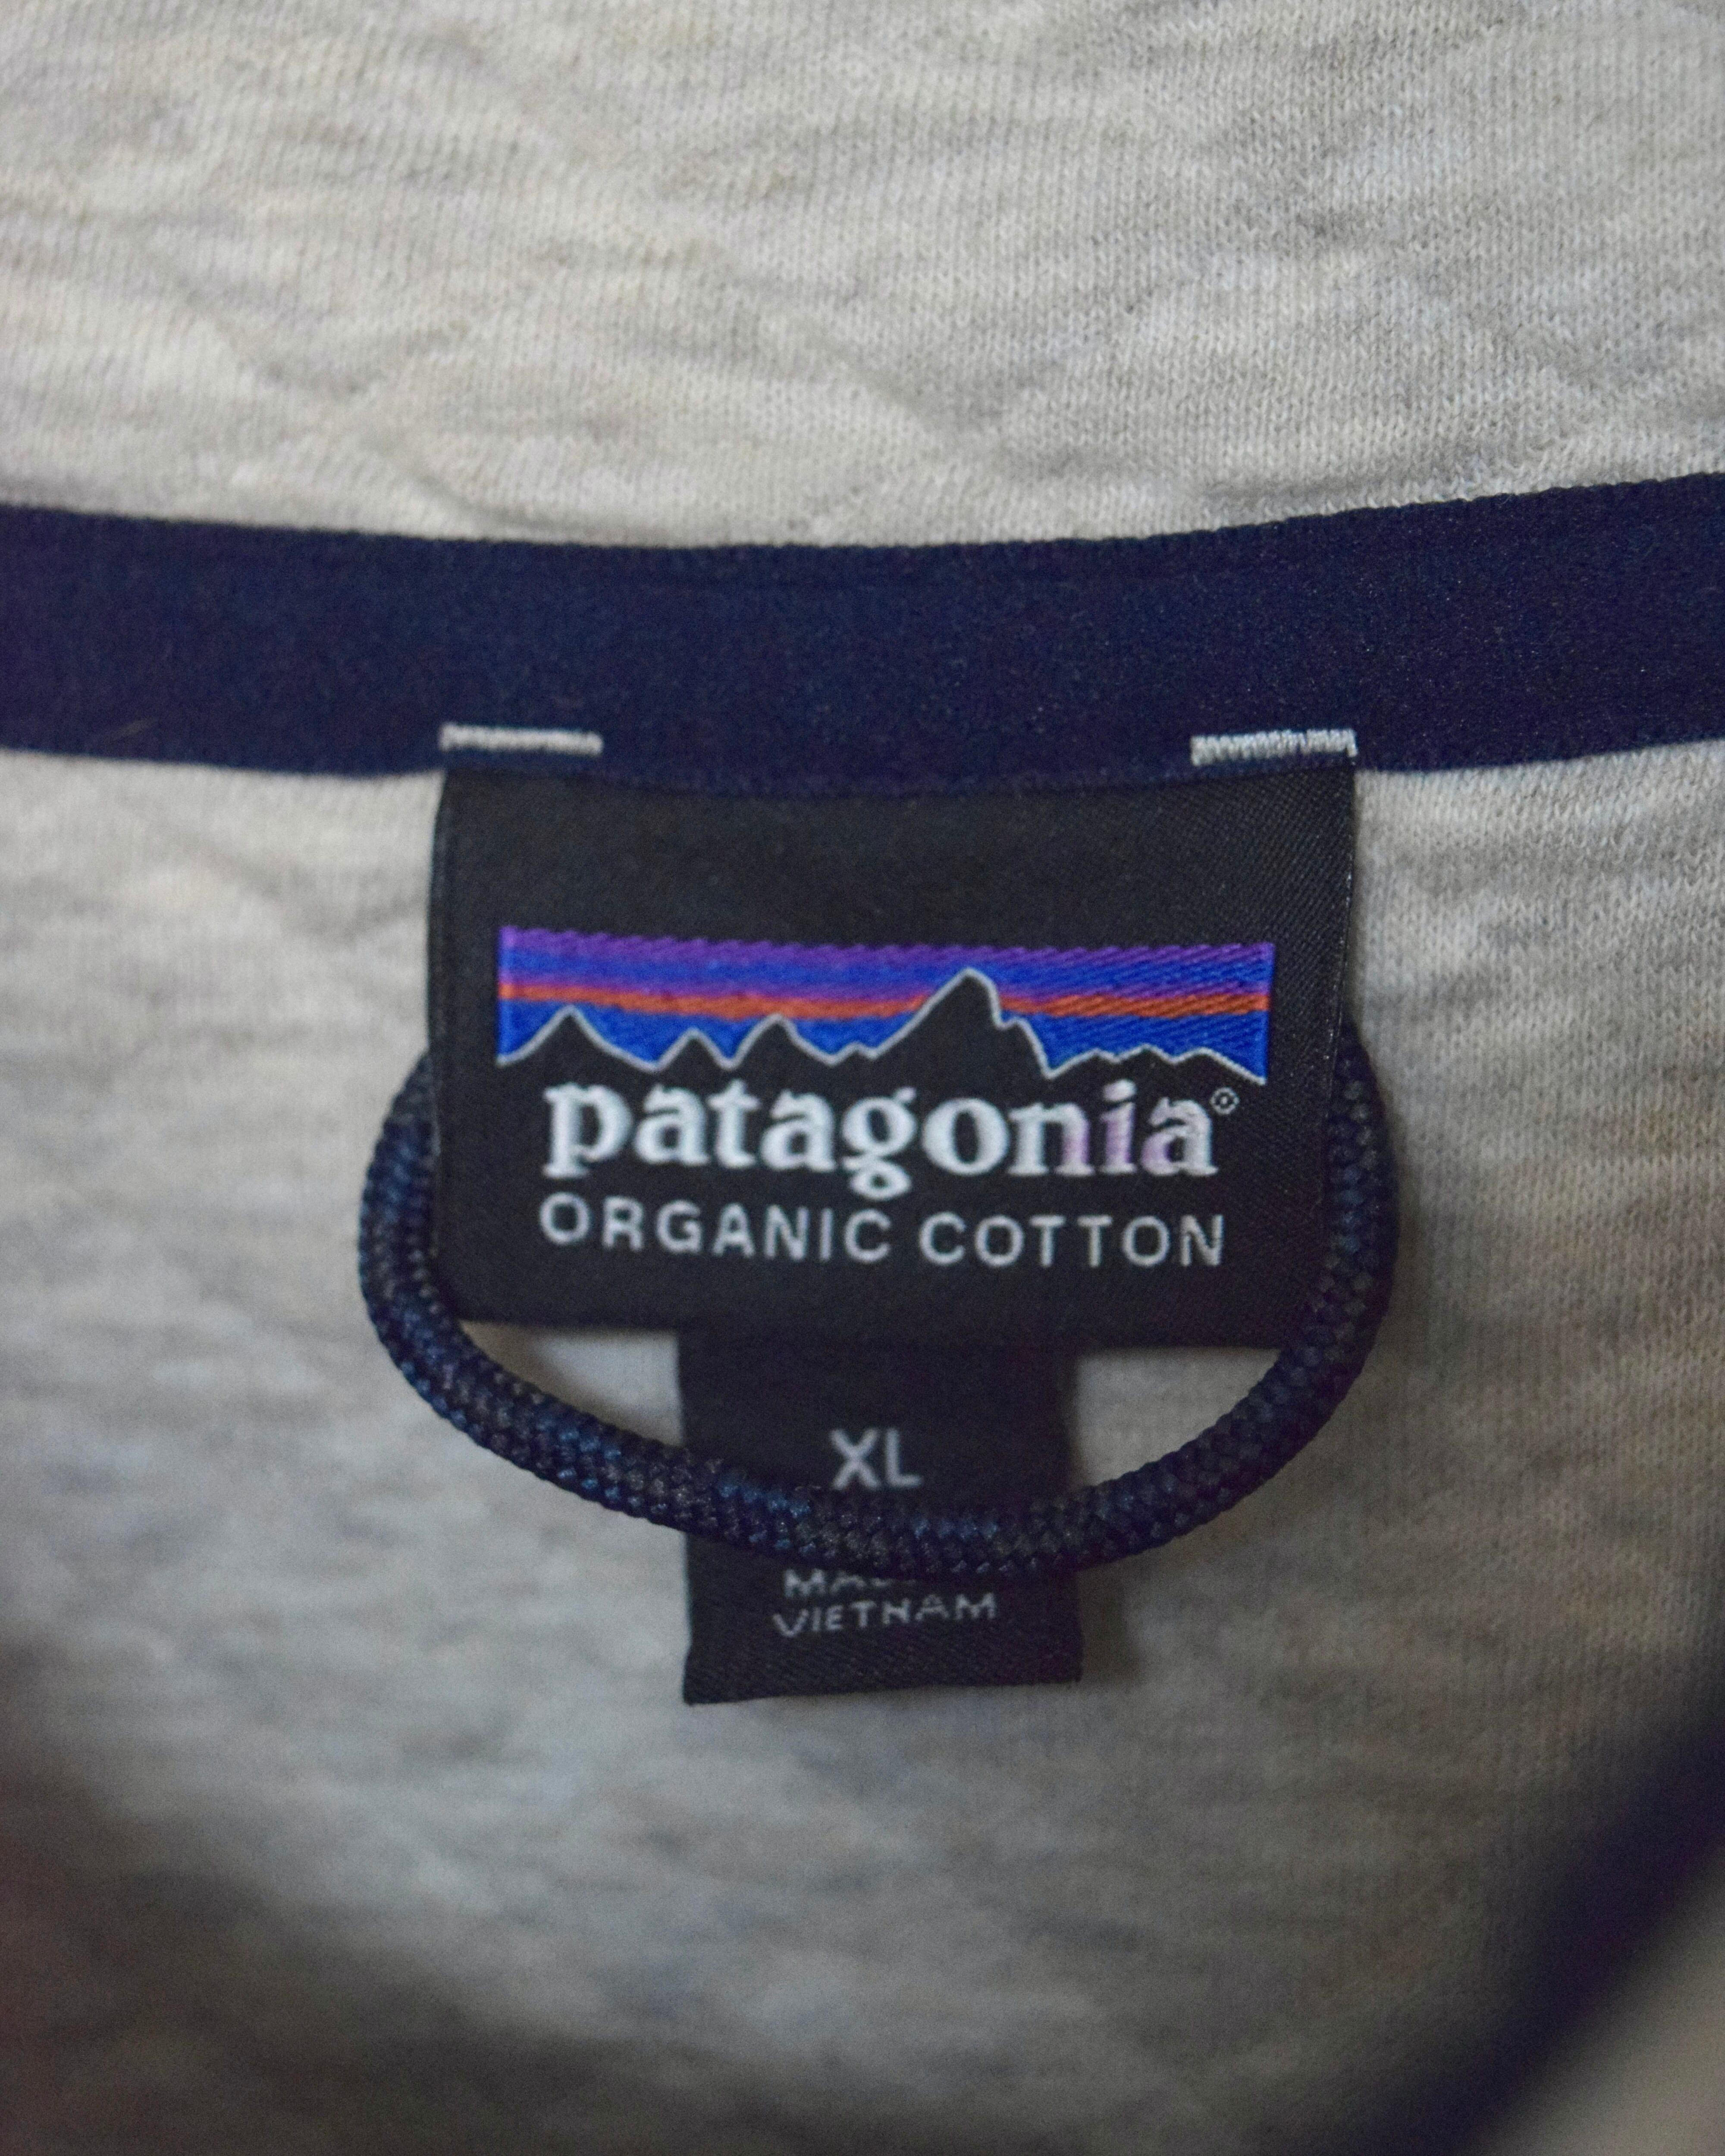 patagonia®
ORGANIC COTTON
XL
VIETNAM